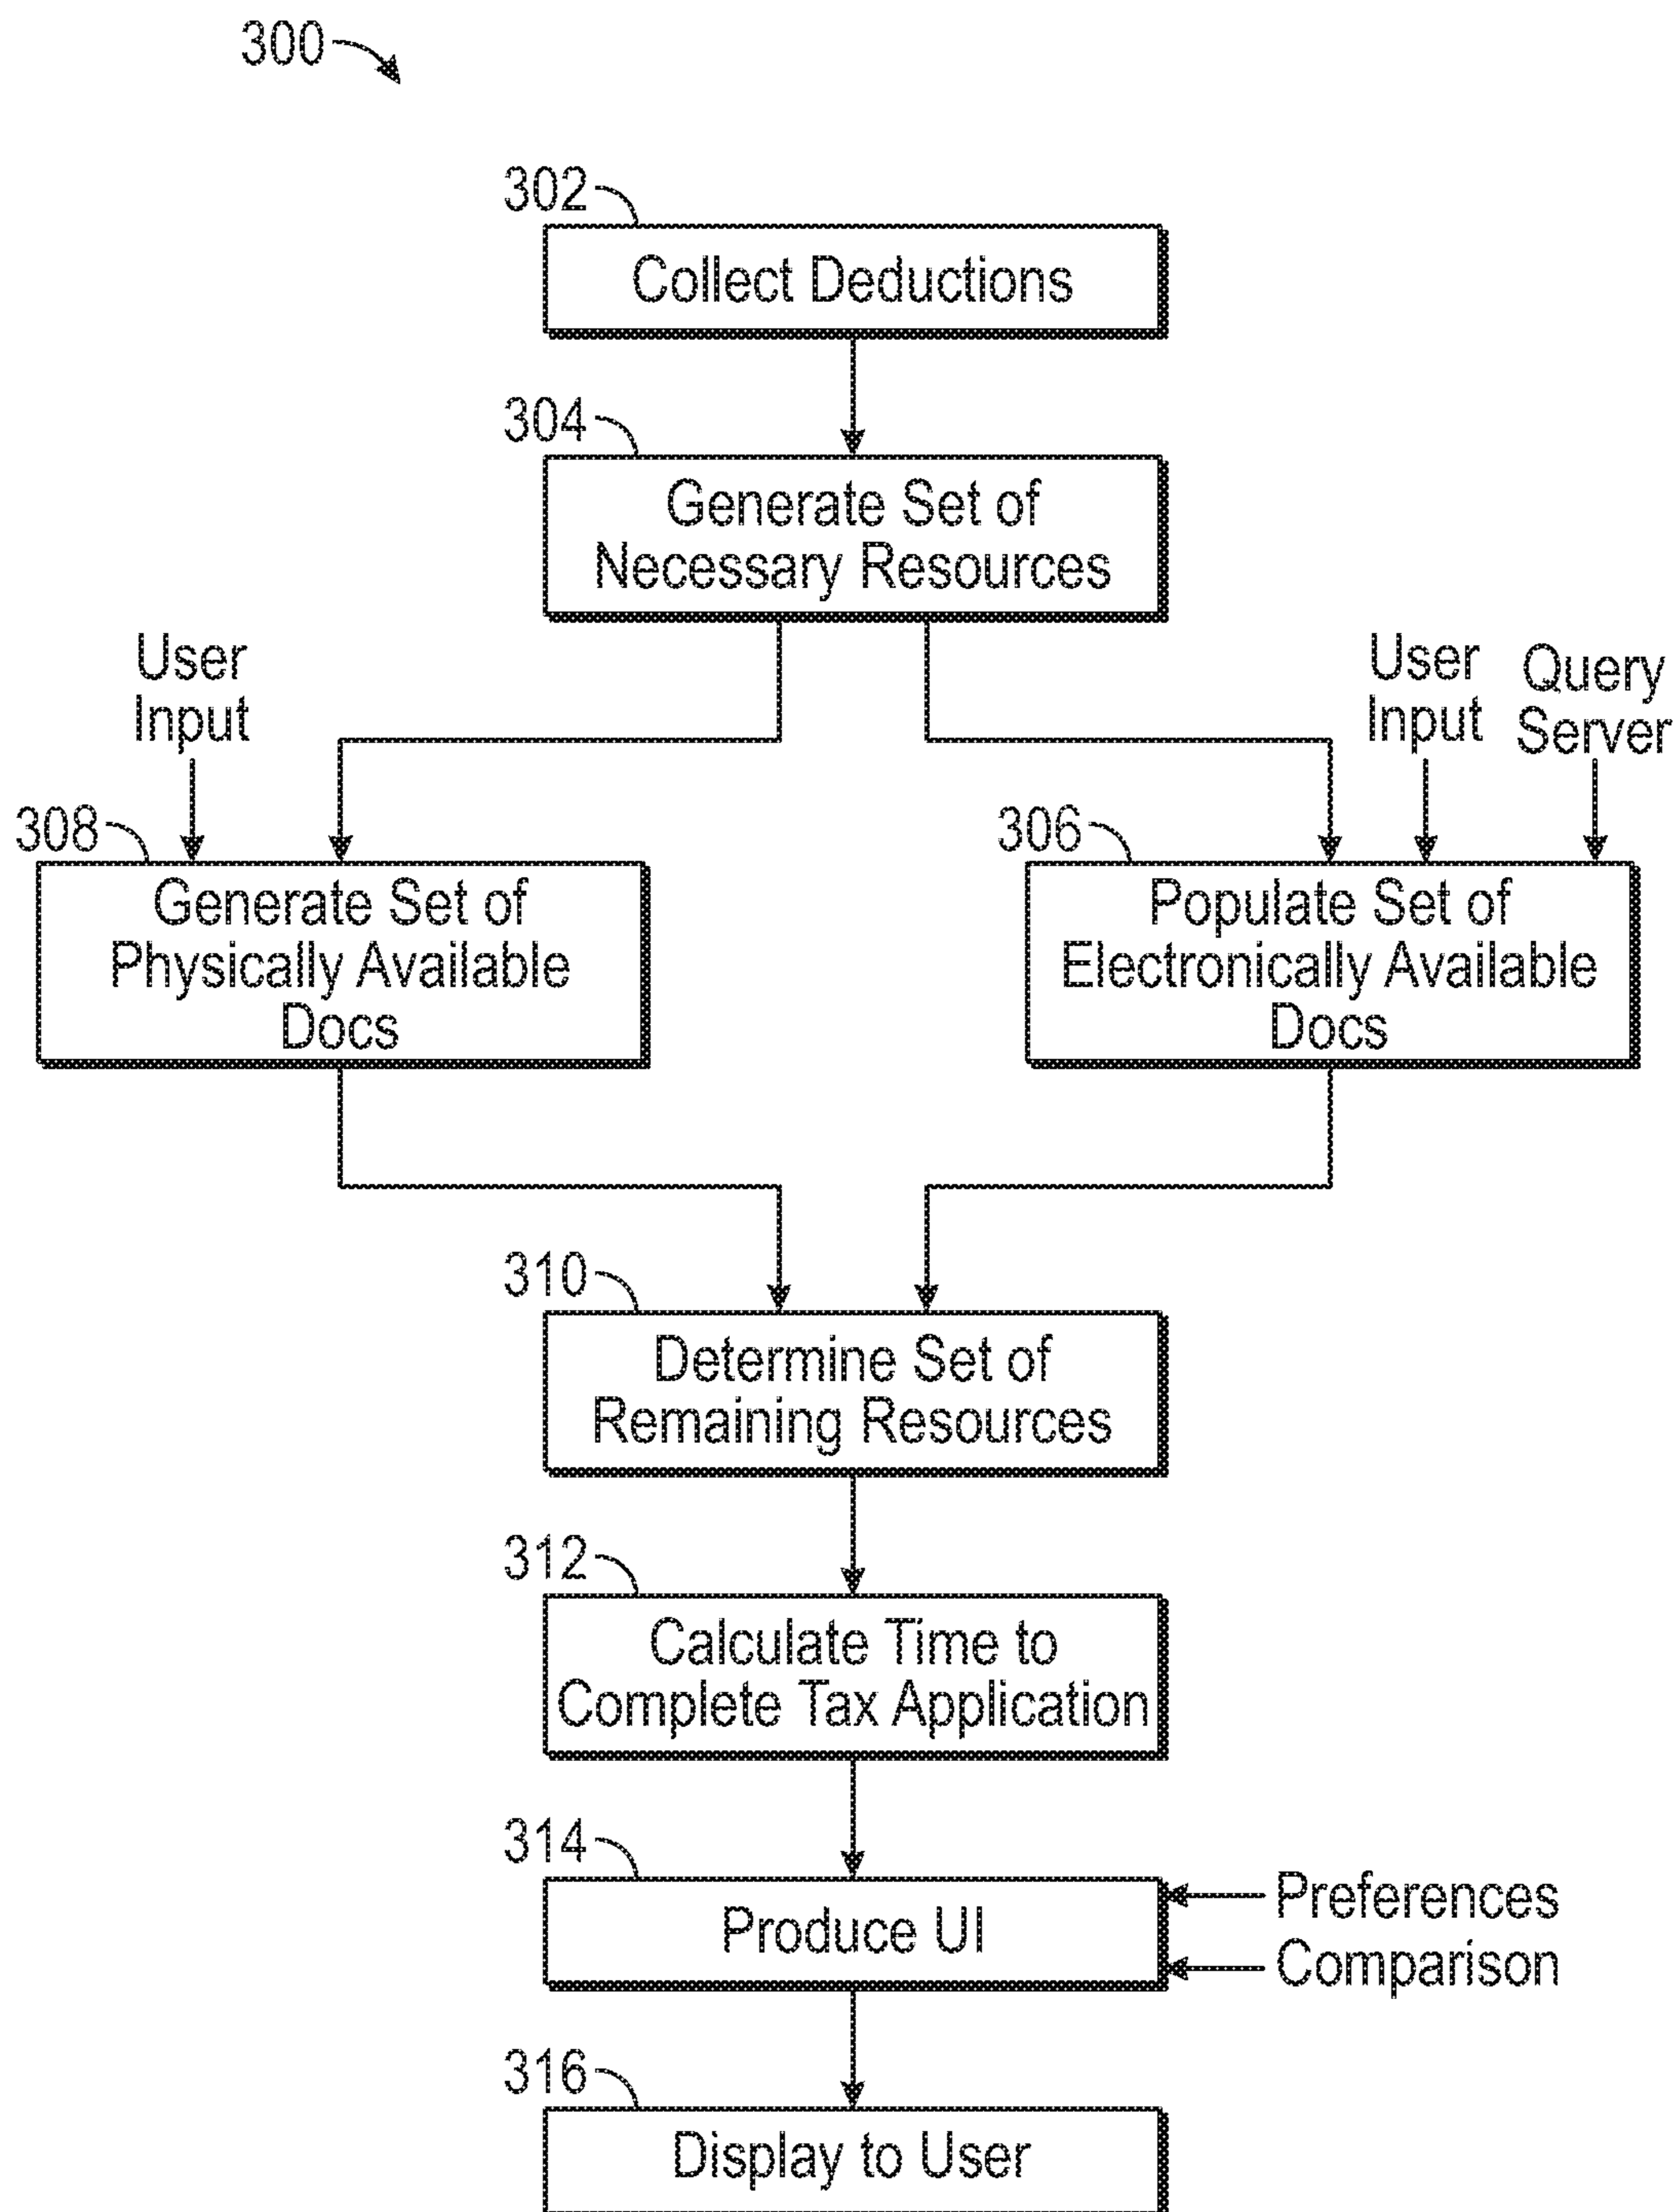 300
302
Collect Deductions
304
Generate Set of
Necessary Resources
User
Input
User
Input
Query
Server
308
Generate Set of
Physically Available
Docs
306
Populate Set of
Electronically Available
Docs
310
Determine Set of
Remaining Resources
312
Calculate Time to
Complete Tax Application
314
Produce UI
Preferences
Comparison
316
Display to User